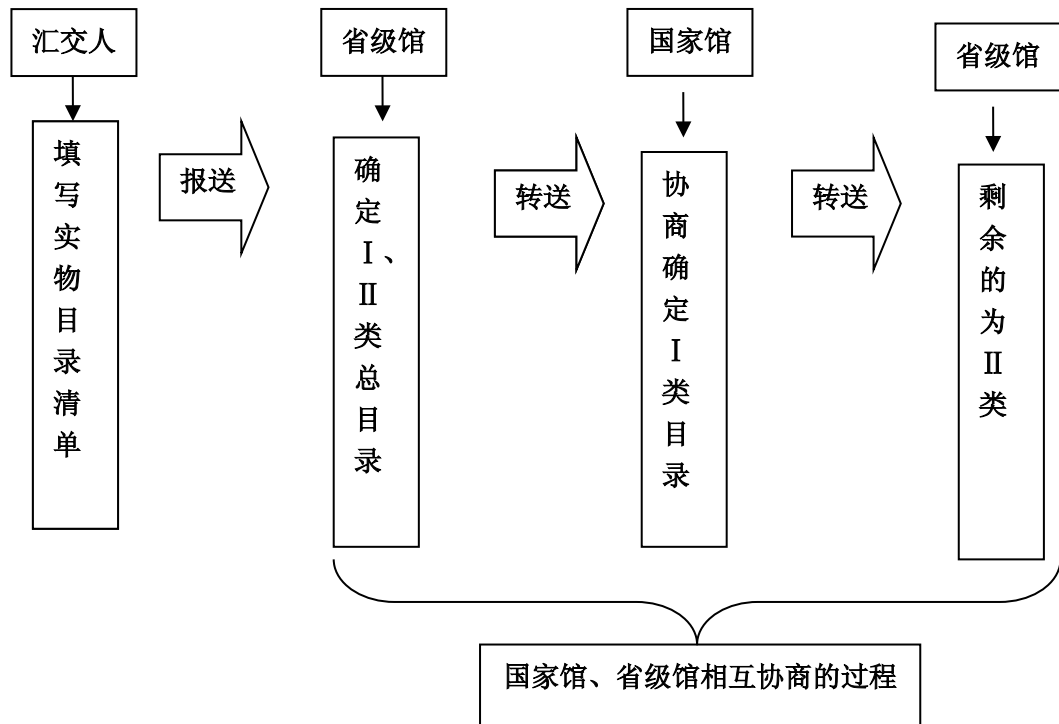 汇交人
省级馆
国家馆
省级馆
填写实物目录清单
报送
确定Ⅰ、Ⅱ类总目录
转送
协商确定Ⅰ类目录
转送
剩余的为Ⅱ类
国家馆、省级馆相互协商的过程